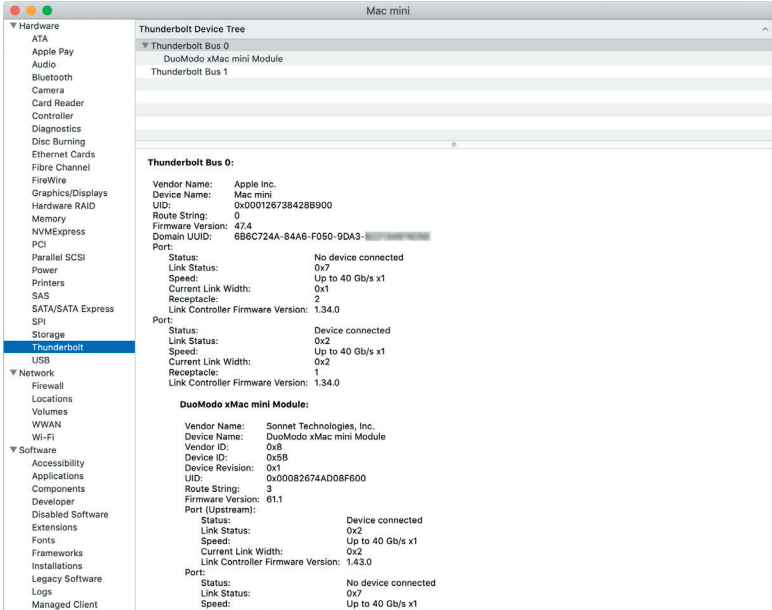 Mac mini
Hardware
ATA
Apple Pay
Audio
Bluetooth
Camera
Card Reader
Controller
Diagnostics
Disc Burning
Ethernet Cards
Fibre Channel
FireWire
Graphics/Displays
Hardware RAID
Memory
NVMExpress
PCI
Parallel SCSI
Power
Printers
SAS
SATA/SATA Express
SPI
Storage
Thunderbolt
USB
Network
Firewall
Locations
Volumes
WWAN
Wi-Fi
Software
Accessibility
Applications
Components
Developer
Disabled Software
Extensions
Fonts
Frameworks
Installations
Legacy Software
Logs
Managed Client
Thunderbolt Device Tree
Thunderbolt Bus 0
DuoModo xMac mini Module
Thunderbolt Bus 1
Thunderbolt Bus 0:
Vendor Name: Apple Inc.
Device Name: Mac mini
UID: 0x000126738428B900
Route String: 0
Firmware Version: 47.4
Domain UUID: 6B6C724A-84A6-F050-9DA3-
Port:
Status: No device connected
Link Status: 0x7
Speed: Up to 40 Gb/s x1
Current Link Width: 0x1
Receptacle: 2
Link Controller Firmware Version: 1.34.0
Port:
Status: Device connected
Link Status: 0x2
Speed: Up to 40 Gb/s x1
Current Link Width: 0x2
Receptacle: 1
Link Controller Firmware Version: 1.34.0
DuoModo xMac mini Module:
Vendor Name: Sonnet Technologies, Inc.
Device Name: DuoModo xMac mini Module
Vendor ID: 0x8
Device ID: 0x5B
Device Revision: 0x1
UID: 0x00082674AD08F600
Route String: 3
Firmware Version: 61.1
Port (Upstream):
Status: Device connected
Link Status: 0x2
Speed: Up to 40 Gb/s x1
Current Link Width: 0x2
Link Controller Firmware Version: 1.43.0
Port:
Status: No device connected
Link Status: 0x7
Speed: Up to 40 Gb/s x1